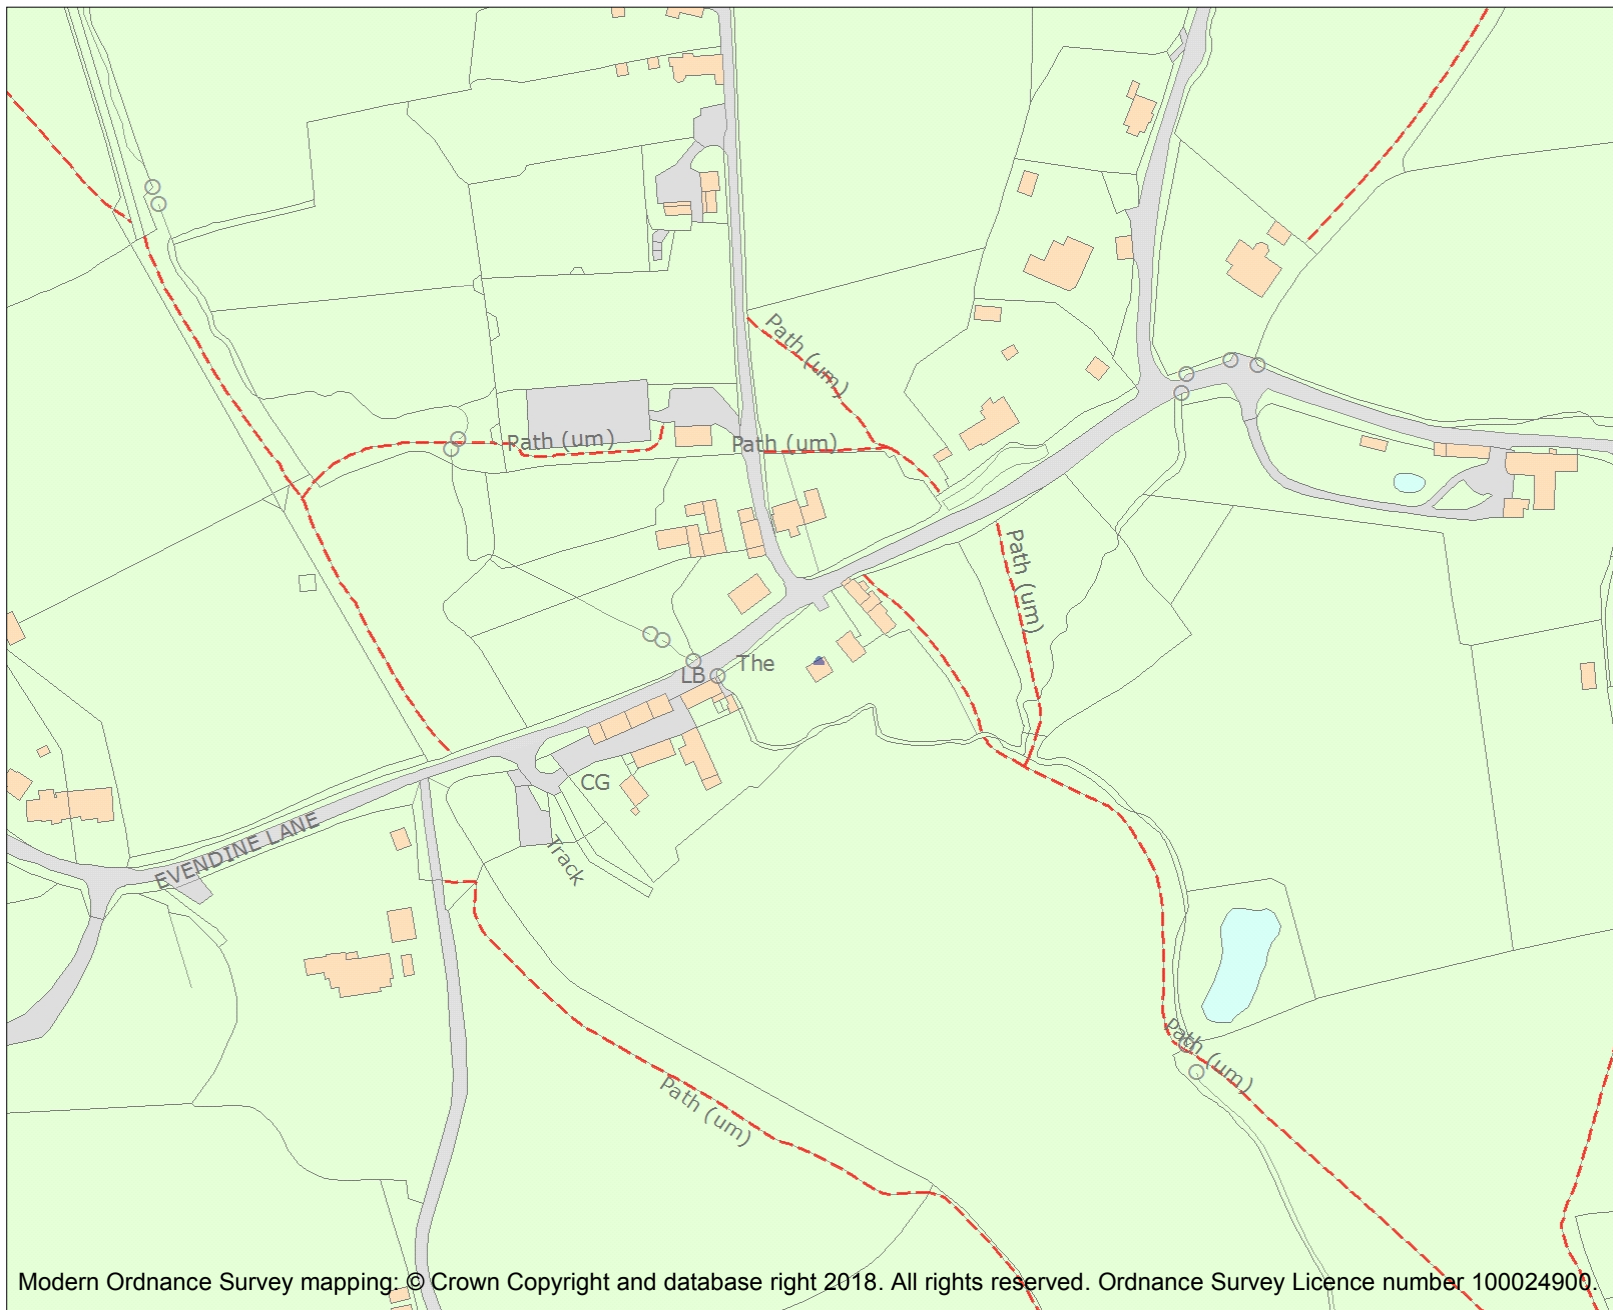 Path (um)
Path (um)
Path (um)
Path (um)
The
LB
CG
EVENDINE LANE
Track
Path (um)
Path (um)
Modern Ordnance Survey mapping: © Crown Copyright and database right 2018. All rights reserved. Ordnance Survey Licence number 100024900.